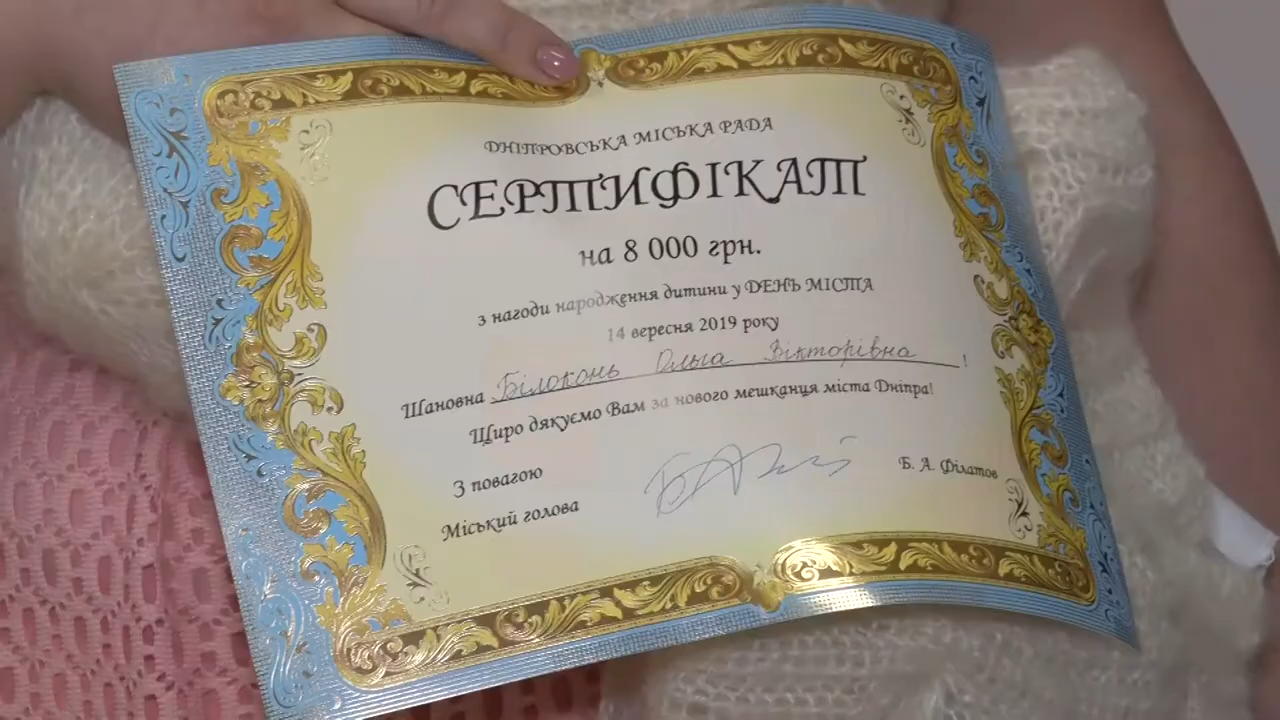 ДНІПРОВСЬКА МІСЬКА РАДА
СЕРТИФІКАТ
на 8 000 грн.
з нагоди народження дитини у ДЕНЬ МІСТА
14 вересня 2019 року
Шановна Білоконь Ольга Вікторівна !
Щиро дякуємо Вам за нового мешканця міста Дніпра!
З повагою
Міський голова Б. А. Філатов